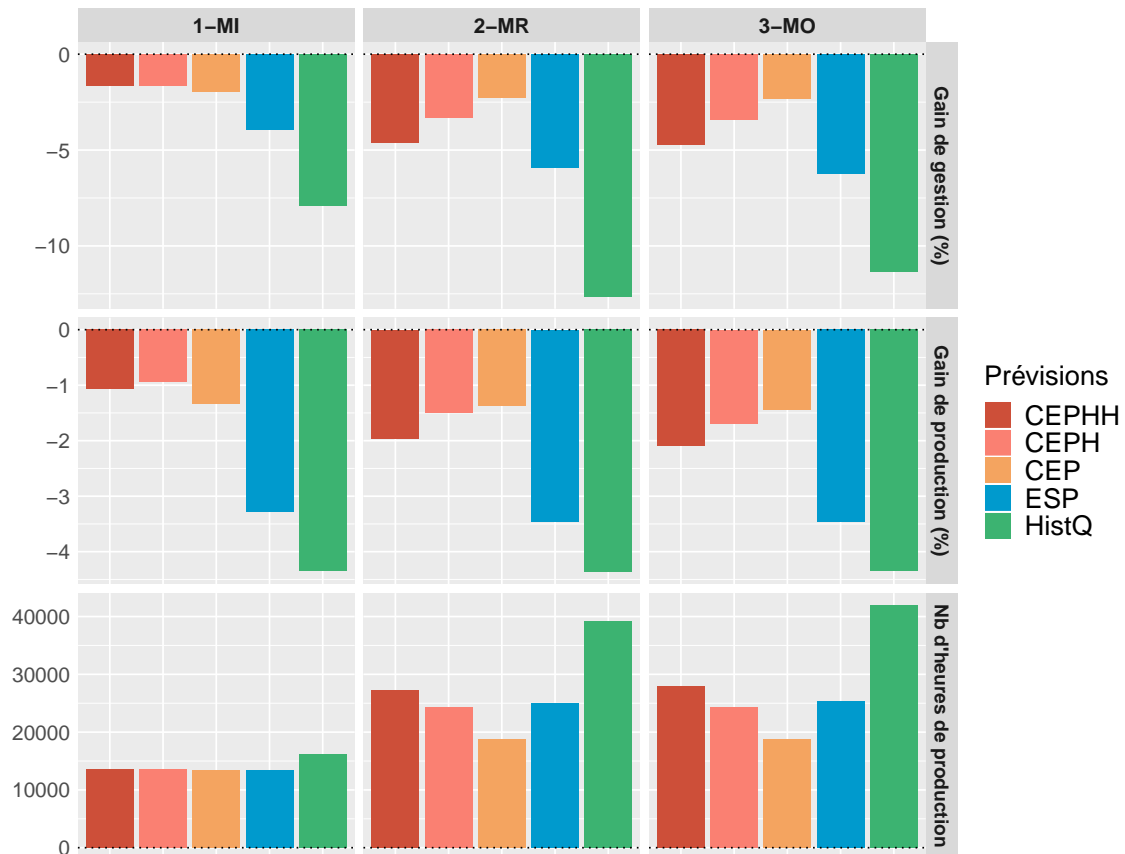 1−MI
2−MR
3−MO
0
−5
−10
Gain de gestion (%)
0
−1
−2
−3
−4
Gain de production (%)
40000
30000
20000
10000
0
Nb d'heures de production
Prévisions
CEPHH
CEPH
CEP
ESP
HistQ